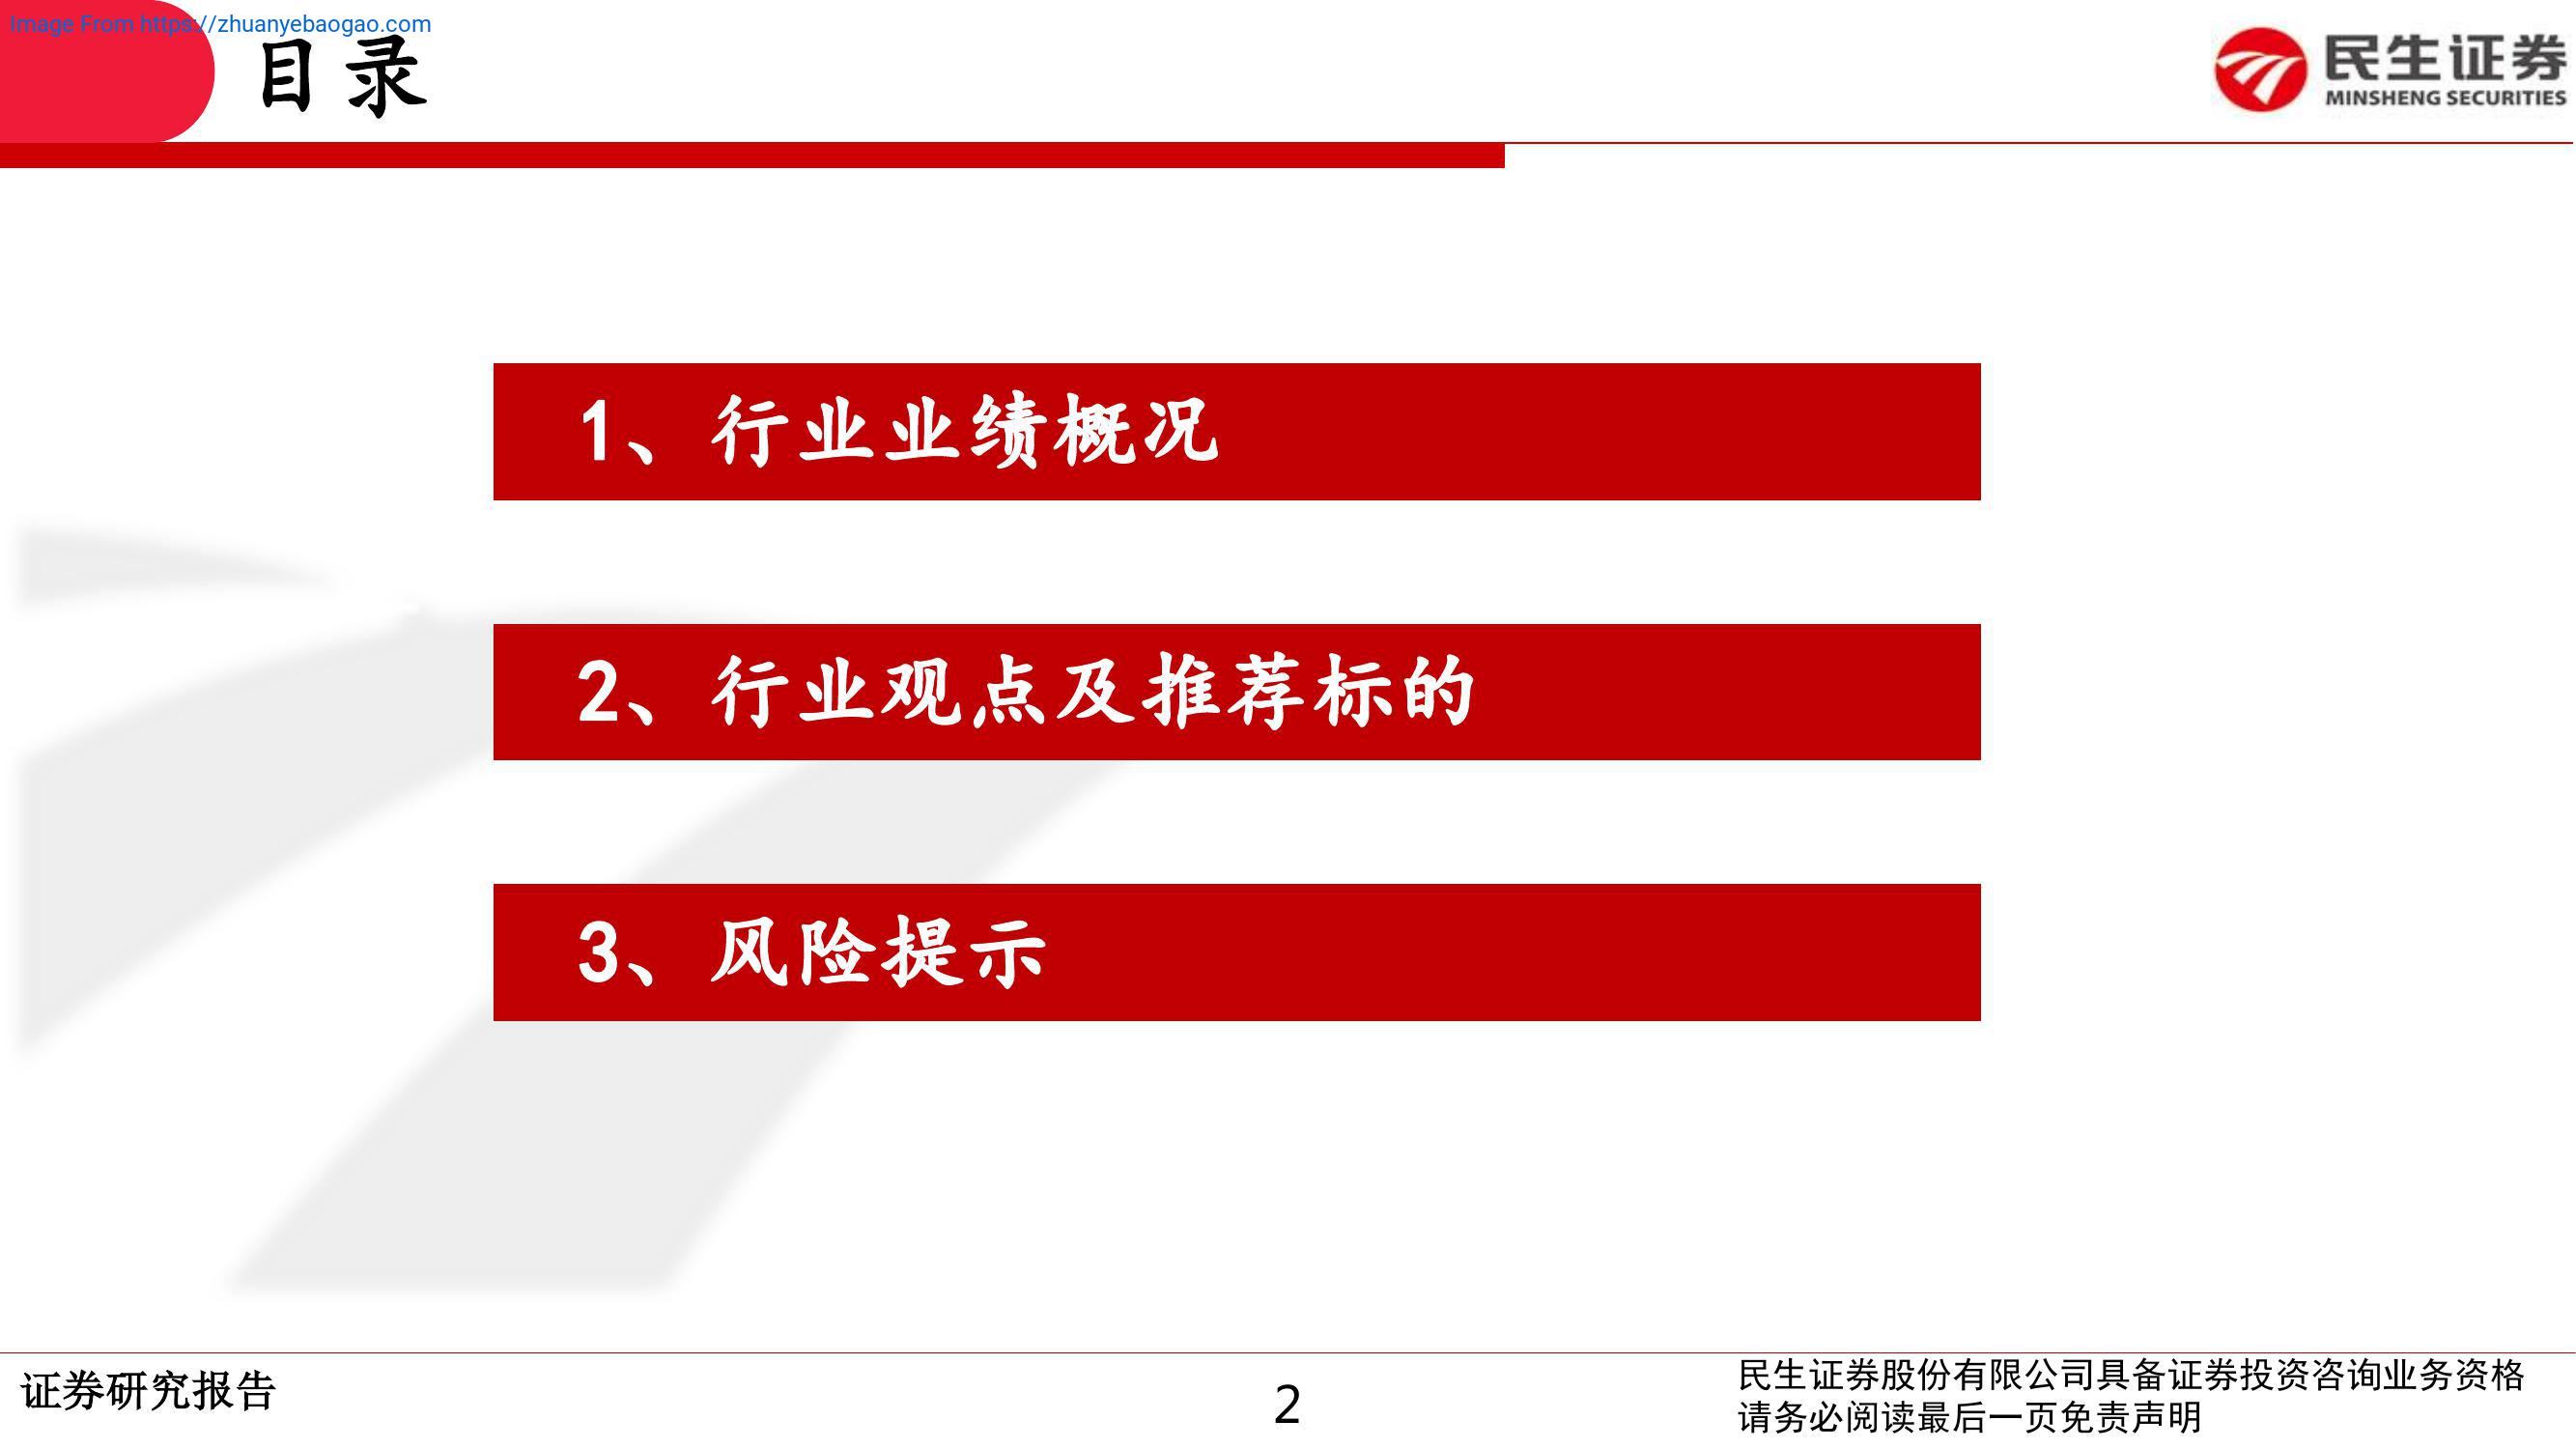 Image From https://zhuanyebaogao.com
目录
民生证券
MINSHENG SECURITIES
1、行业业绩概况
2、行业观点及推荐标的
3、风险提示
证券研究报告
2
民生证券股份有限公司具备证券投资咨询业务资格
请务必阅读最后一页免责声明